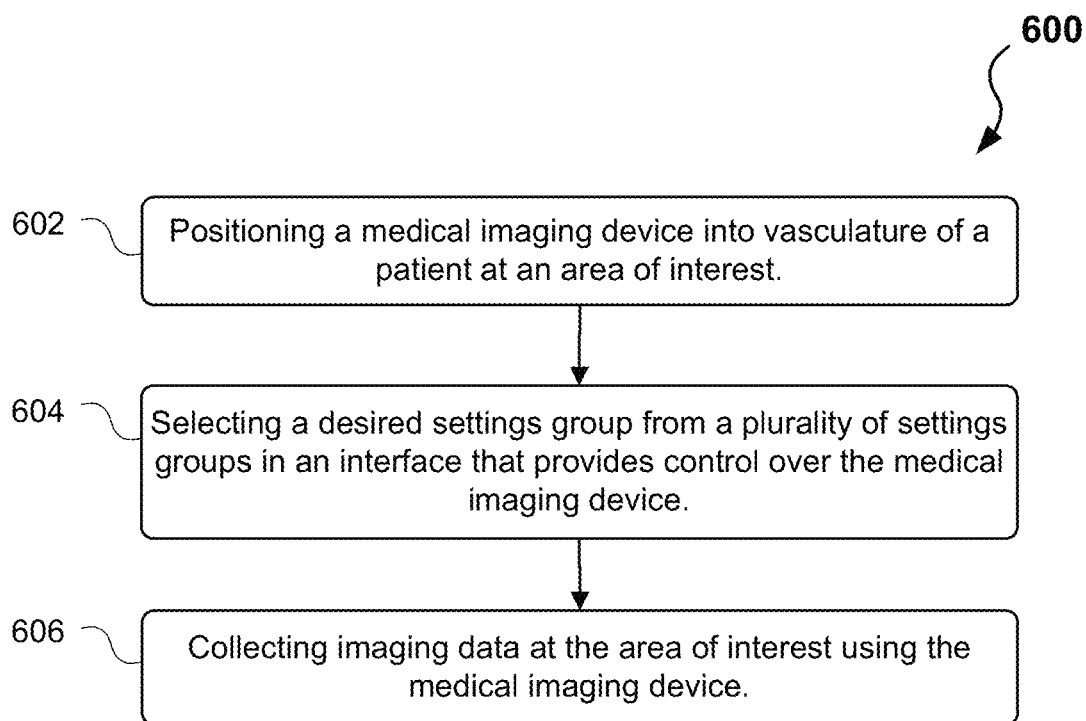 600
602
Positioning a medical imaging device into vasculature of a
patient at an area of interest.
604
Selecting a desired settings group from a plurality of settings
groups in an interface that provides control over the medical
imaging device.
606
Collecting imaging data at the area of interest using the
medical imaging device.